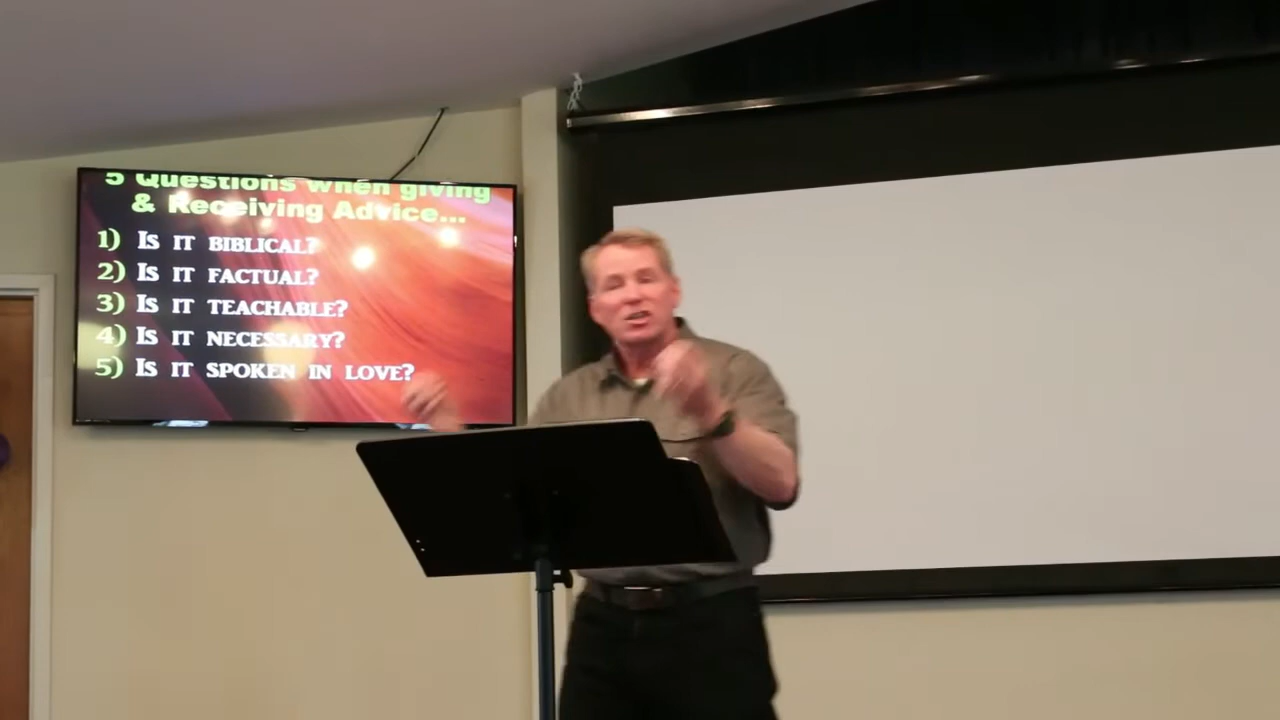 5 Questions when giving
& Receiving Advice...
1) Is it biblical?
2) Is it factual?
3) Is it teachable?
4) Is it necessary?
5) Is it spoken in love?